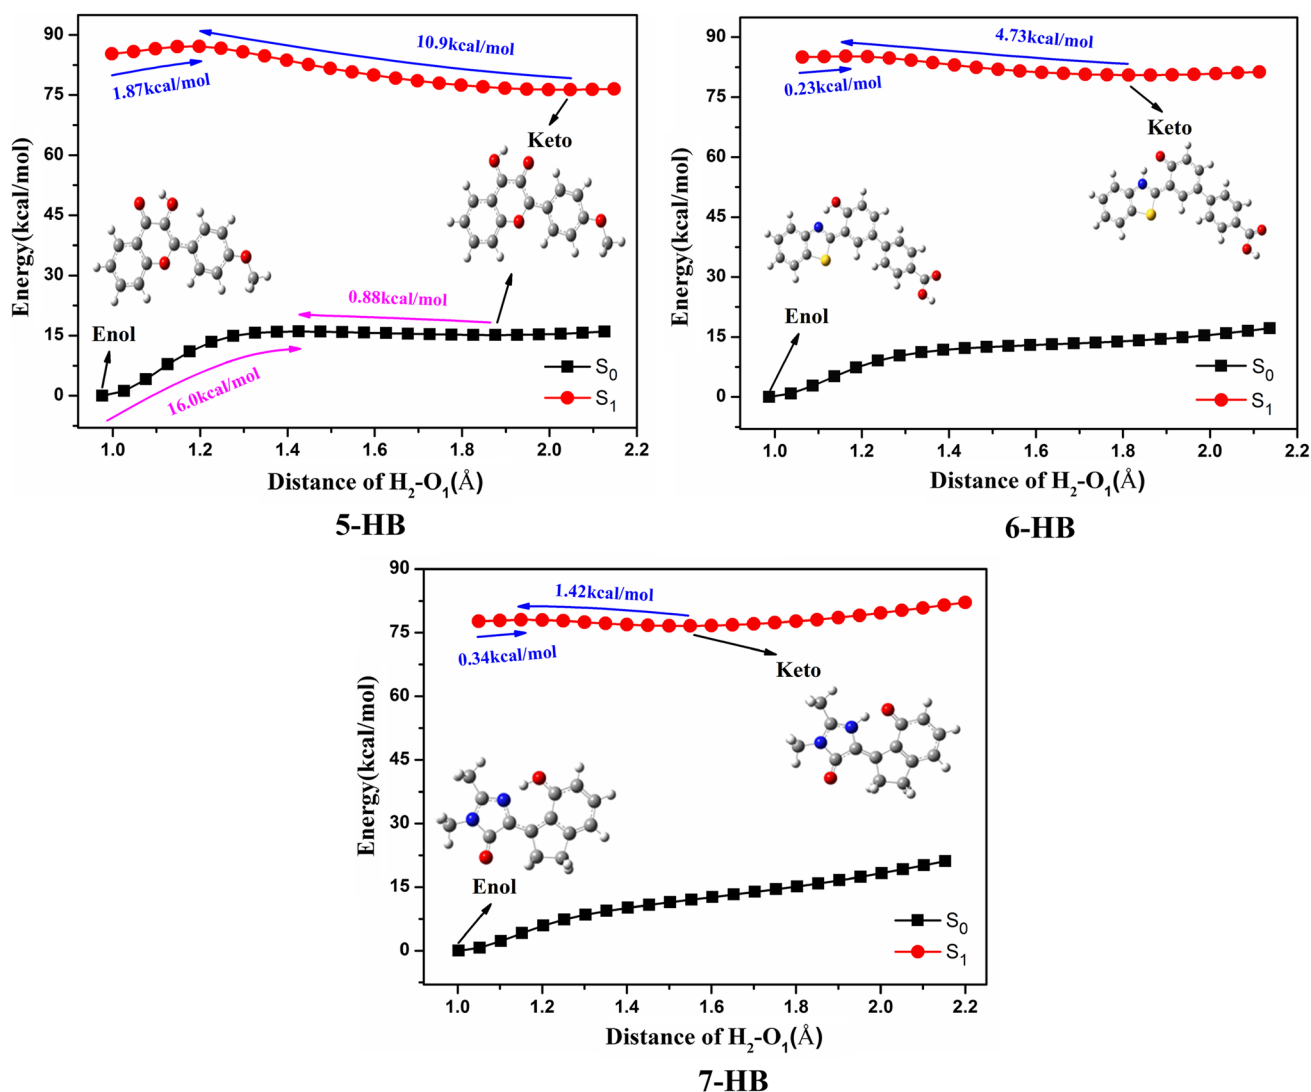 90
75
60
45
30
15
0
Energy(kcal/mol)
10.9kcal/mol
1.87kcal/mol
Keto
0.88kcal/mol
Enol
16.0kcal/mol
S0
S1
1.0 1.2 1.4 1.6 1.8 2.0 2.2
Distance of H2-O1(Å)
5-HB
90
75
60
45
30
15
0
Energy(kcal/mol)
4.73kcal/mol
0.23kcal/mol
Keto
Enol
S0
S1
1.0 1.2 1.4 1.6 1.8 2.0 2.2
Distance of H2-O1(Å)
6-HB
90
75
60
45
30
15
0
Energy(kcal/mol)
1.42kcal/mol
0.34kcal/mol
Keto
Enol
S0
S1
1.0 1.2 1.4 1.6 1.8 2.0 2.2
Distance of H2-O1(Å)
7-HB